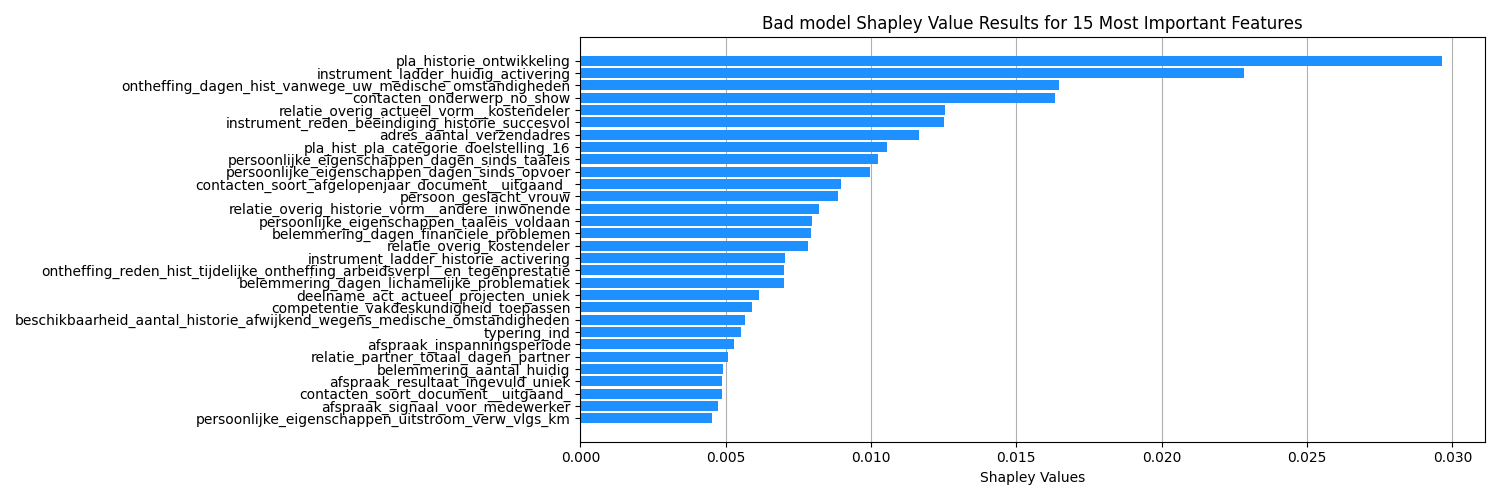 Bad model Shapley Value Results for 15 Most Important Features
pla_historie_ontwikkeling
instrument_ladder_huidig_activering
ontheffing_dagen_hist_vanwege_uw_medische_omstandigheden
contacten_onderwerp_no_show
relatie_overig_actueel_vorm__kostendeler
instrument_reden_beeindiging_historie_succesvol
adres_aantal_verzendadres
pla_hist_pla_categorie_doelstelling_16
persoonlijke_eigenschappen_dagen_sinds_taaleis
persoonlijke_eigenschappen_dagen_sinds_opvoer
contacten_soort_afgelopenjaar_document__uitgaand_
persoon_geslacht_vrouw
relatie_overig_historie_vorm__andere_inwonende
persoonlijke_eigenschappen_taaleis_voldaan
belemmering_dagen_financiele_problemen
relatie_overig_kostendeler
instrument_ladder_historie_activering
ontheffing_reden_hist_tijdelijke_ontheffing_arbeidsverpl__en_tegenprestatie
belemmering_dagen_lichamelijke_problematiek
deelname_act_actueel_projecten_uniek
competentie_vakdeskundigheid_toepassen
beschikbaarheid_aantal_historie_afwijkend_wegens_medische_omstandigheden
typering_ind
afspraak_inspanningsperiode
relatie_partner_totaal_dagen_partner
belemmering_aantal_huidig
afspraak_resultaat_ingevuld_uniek
contacten_soort_document__uitgaand_
afspraak_signaal_voor_medewerker
persoonlijke_eigenschappen_uitstroom_verw_vlgs_km
0.000 0.005 0.010 0.015 0.020 0.025 0.030
Shapley Values